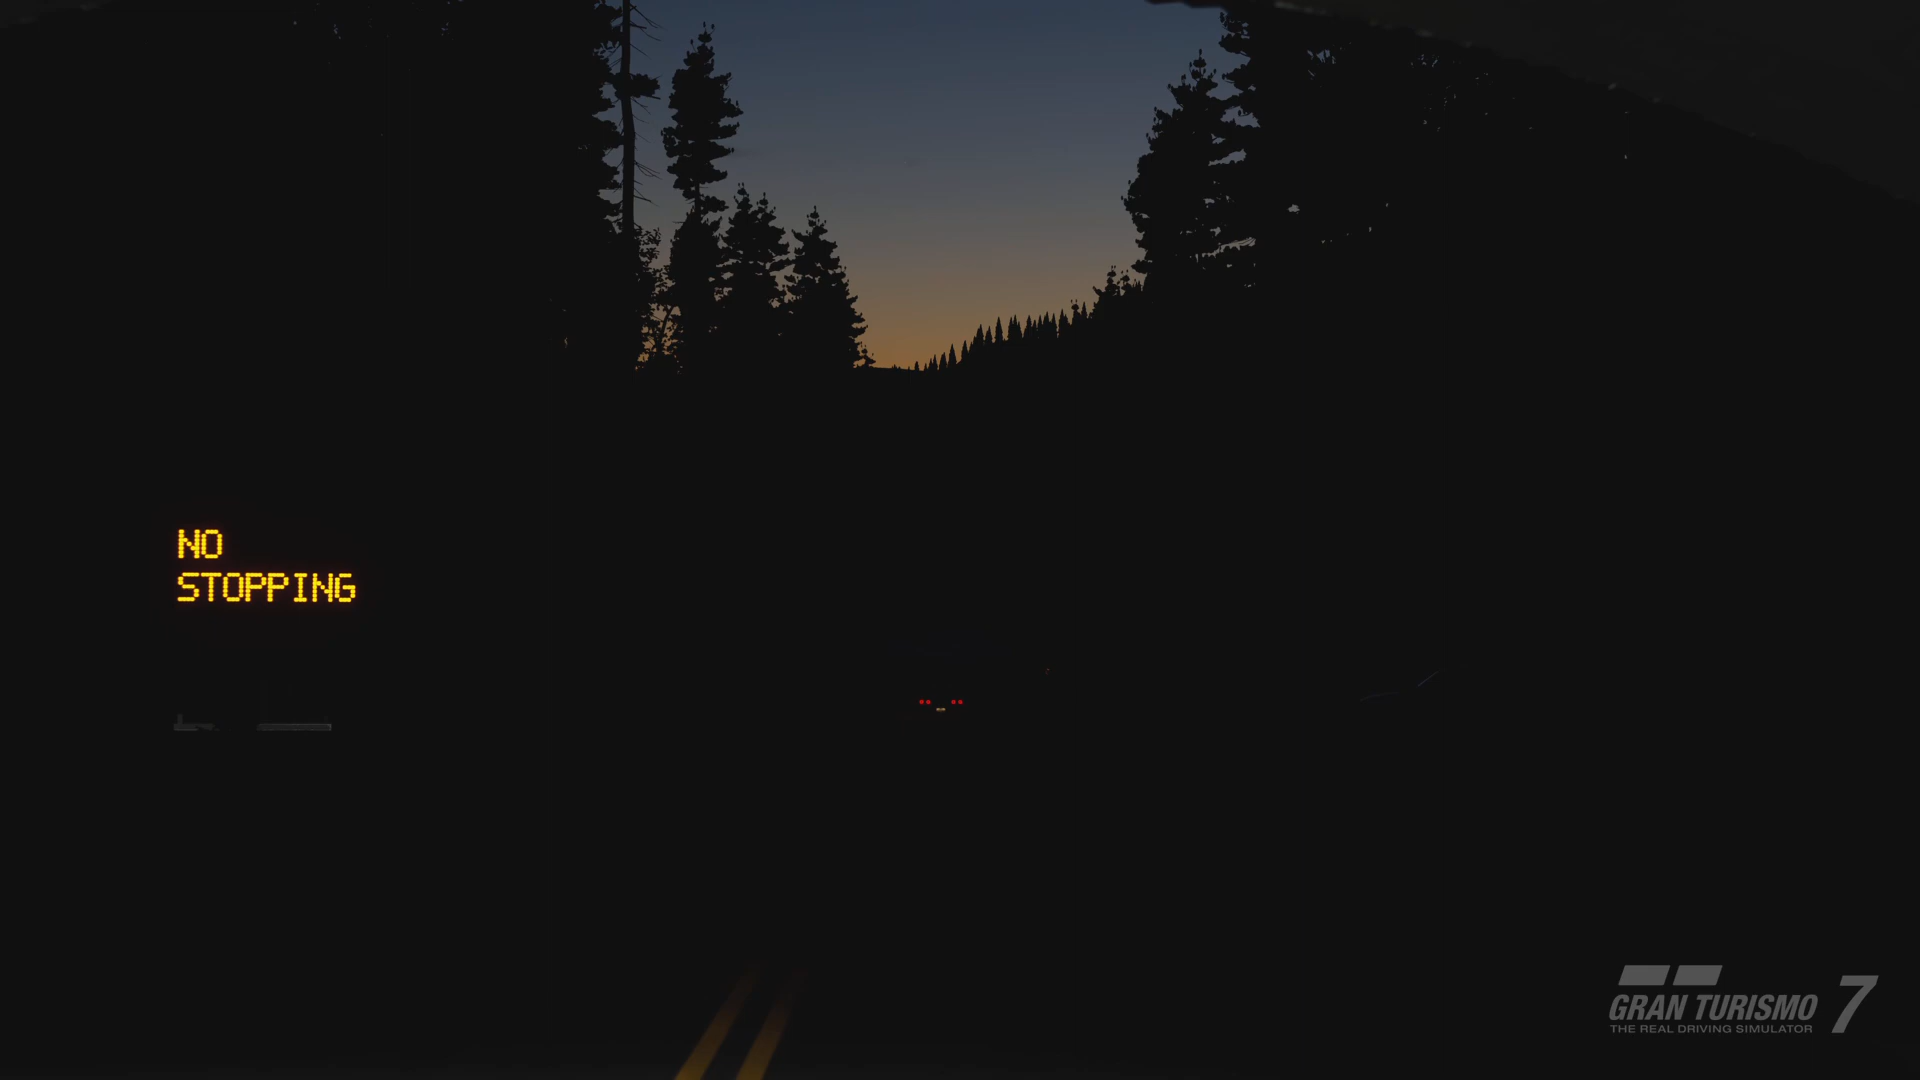 NO
STOPPING
GRAN TURISMO 7
THE REAL DRIVING SIMULATOR